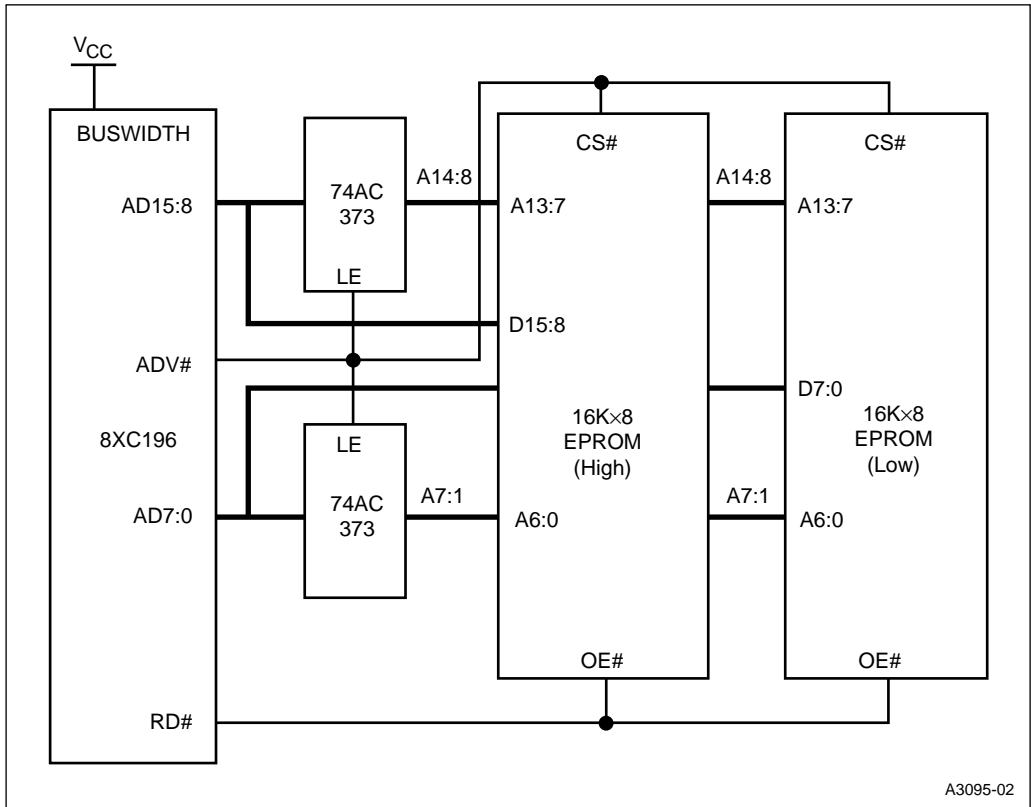 VCC
BUSWIDTH
AD15:8
ADV#
8XC196
AD7:0
RD#
74AC
373
LE
A14:8
LE
74AC
373
A7:1
CS#
A13:7
D15:8
16K×8
EPROM
(High)
A6:0
OE#
A14:8
A7:1
CS#
A13:7
D7:0
16K×8
EPROM
(Low)
A6:0
OE#
A3095-02